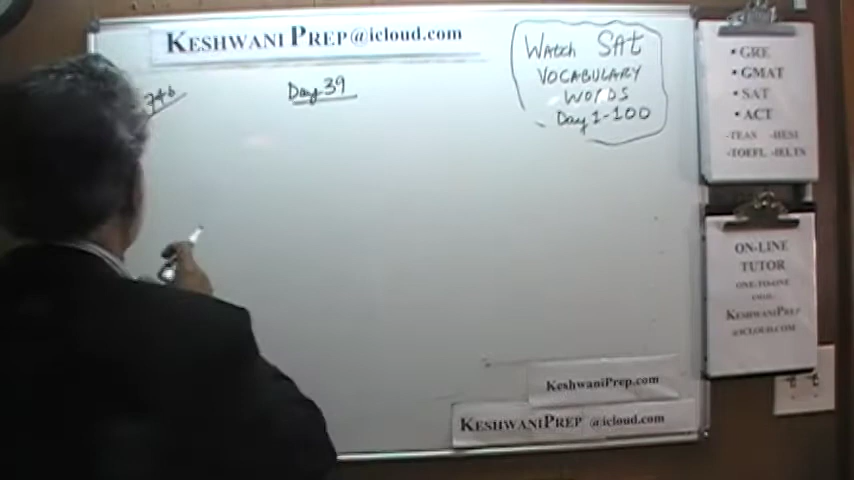 KESHWANI PREP@icloud.com
746
Day 39
Watch SAt
VOCABULARY
WORDS
Day 1-100
• GRE
• GMAT
• SAT
• ACT
-TEAS -HESI
-TOEFL -IELTS
ON-LINE
TUTOR
ONE-TO-ONE
KESHWANIPREP
@ICLOUD.COM
KeshwaniPrep.com
KESHWANIPREP @icloud.com